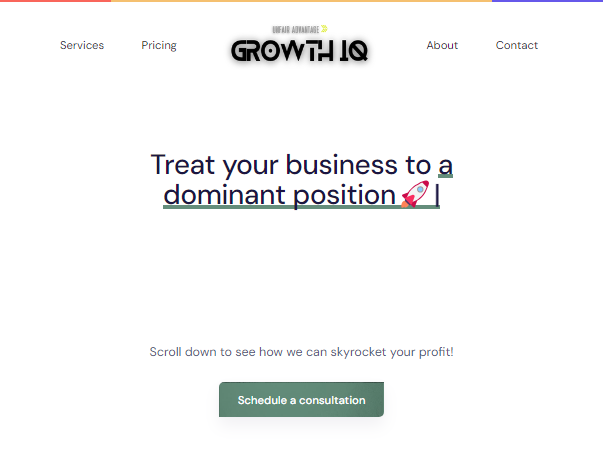 UNFAIR ADVANTAGE
Services Pricing GROWTH IQ About Contact
Treat your business to a
dominant position 🚀|
Scroll down to see how we can skyrocket your profit!
Schedule a consultation